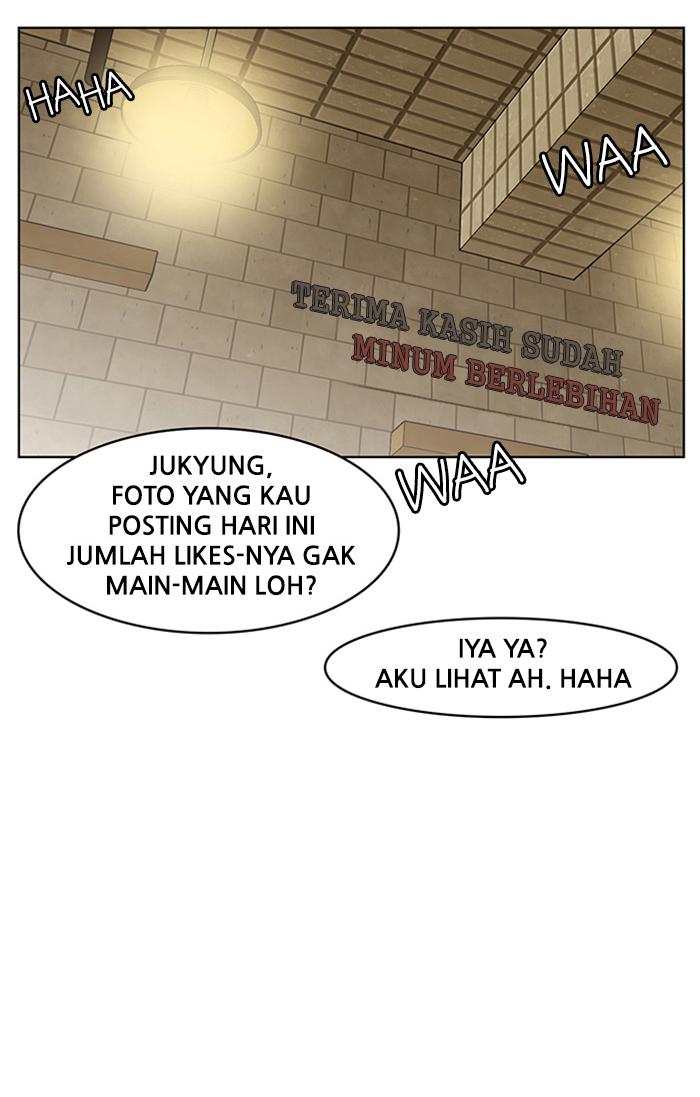 HAHA
WAA
TERIMA KASIH SUDAH
MINUM BERLEBIHAN
WAA
JUKYUNG,
FOTO YANG KAU
POSTING HARI INI
JUMLAH LIKES-NYA GAK
MAIN-MAIN LOH?
IYA YA?
AKU LIHAT AH. HAHA